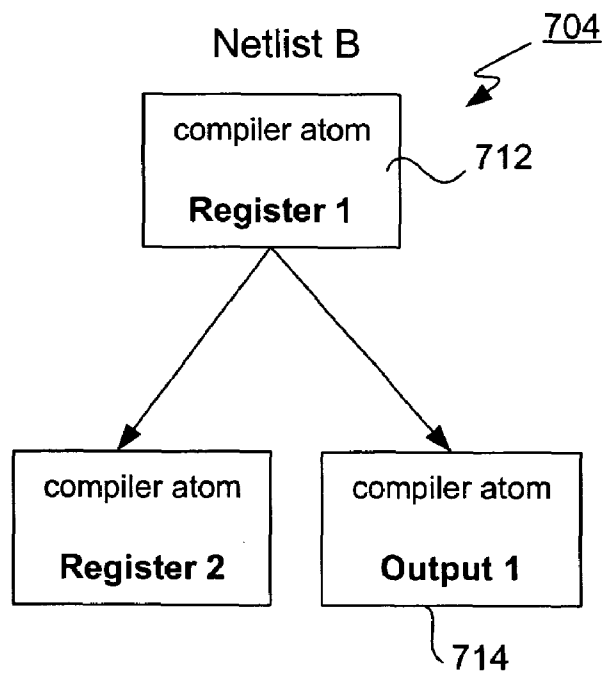 704
Netlist B
compiler atom
712
Register 1
compiler atom
compiler atom
Register 2
Output 1
714